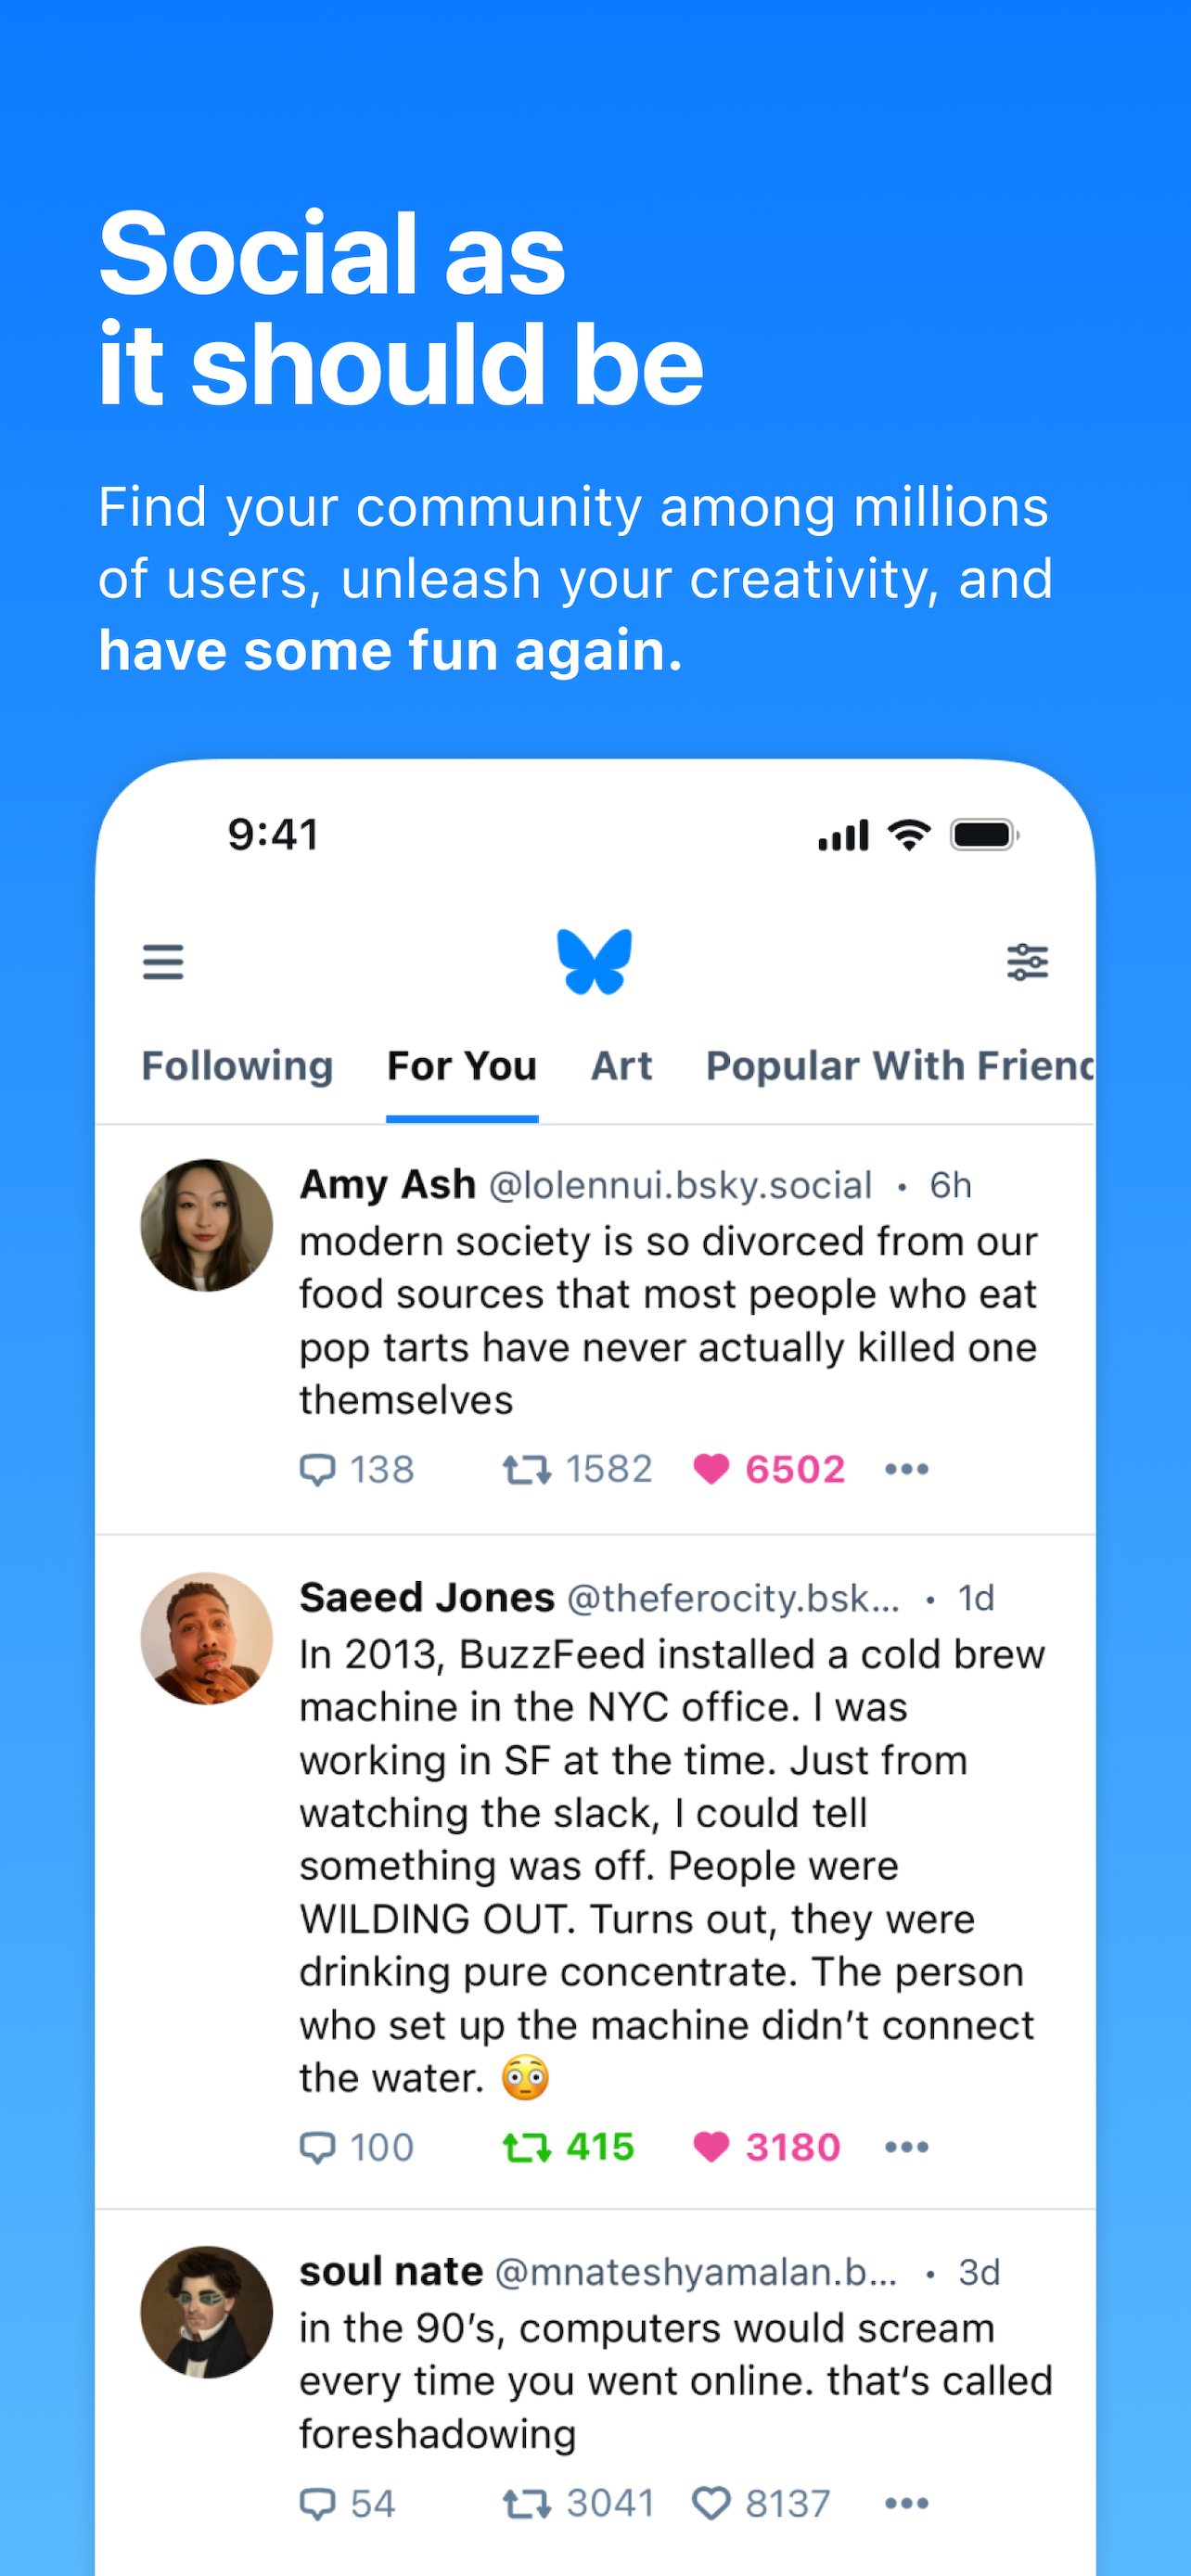 Social as
it should be
Find your community among millions
of users, unleash your creativity, and
have some fun again.
9:41
Following For You Art Popular With Friend
Amy Ash @lolennui.bsky.social • 6h
modern society is so divorced from our
food sources that most people who eat
pop tarts have never actually killed one
themselves
138 1582 6502
Saeed Jones @theferocity.bsk... • 1d
In 2013, BuzzFeed installed a cold brew
machine in the NYC office. I was
working in SF at the time. Just from
watching the slack, I could tell
something was off. People were
WILDING OUT. Turns out, they were
drinking pure concentrate. The person
who set up the machine didn’t connect
the water. 😳
100 415 3180
soul nate @mnateshyamalan.b... • 3d
in the 90’s, computers would scream
every time you went online. that‘s called
foreshadowing
54 3041 8137